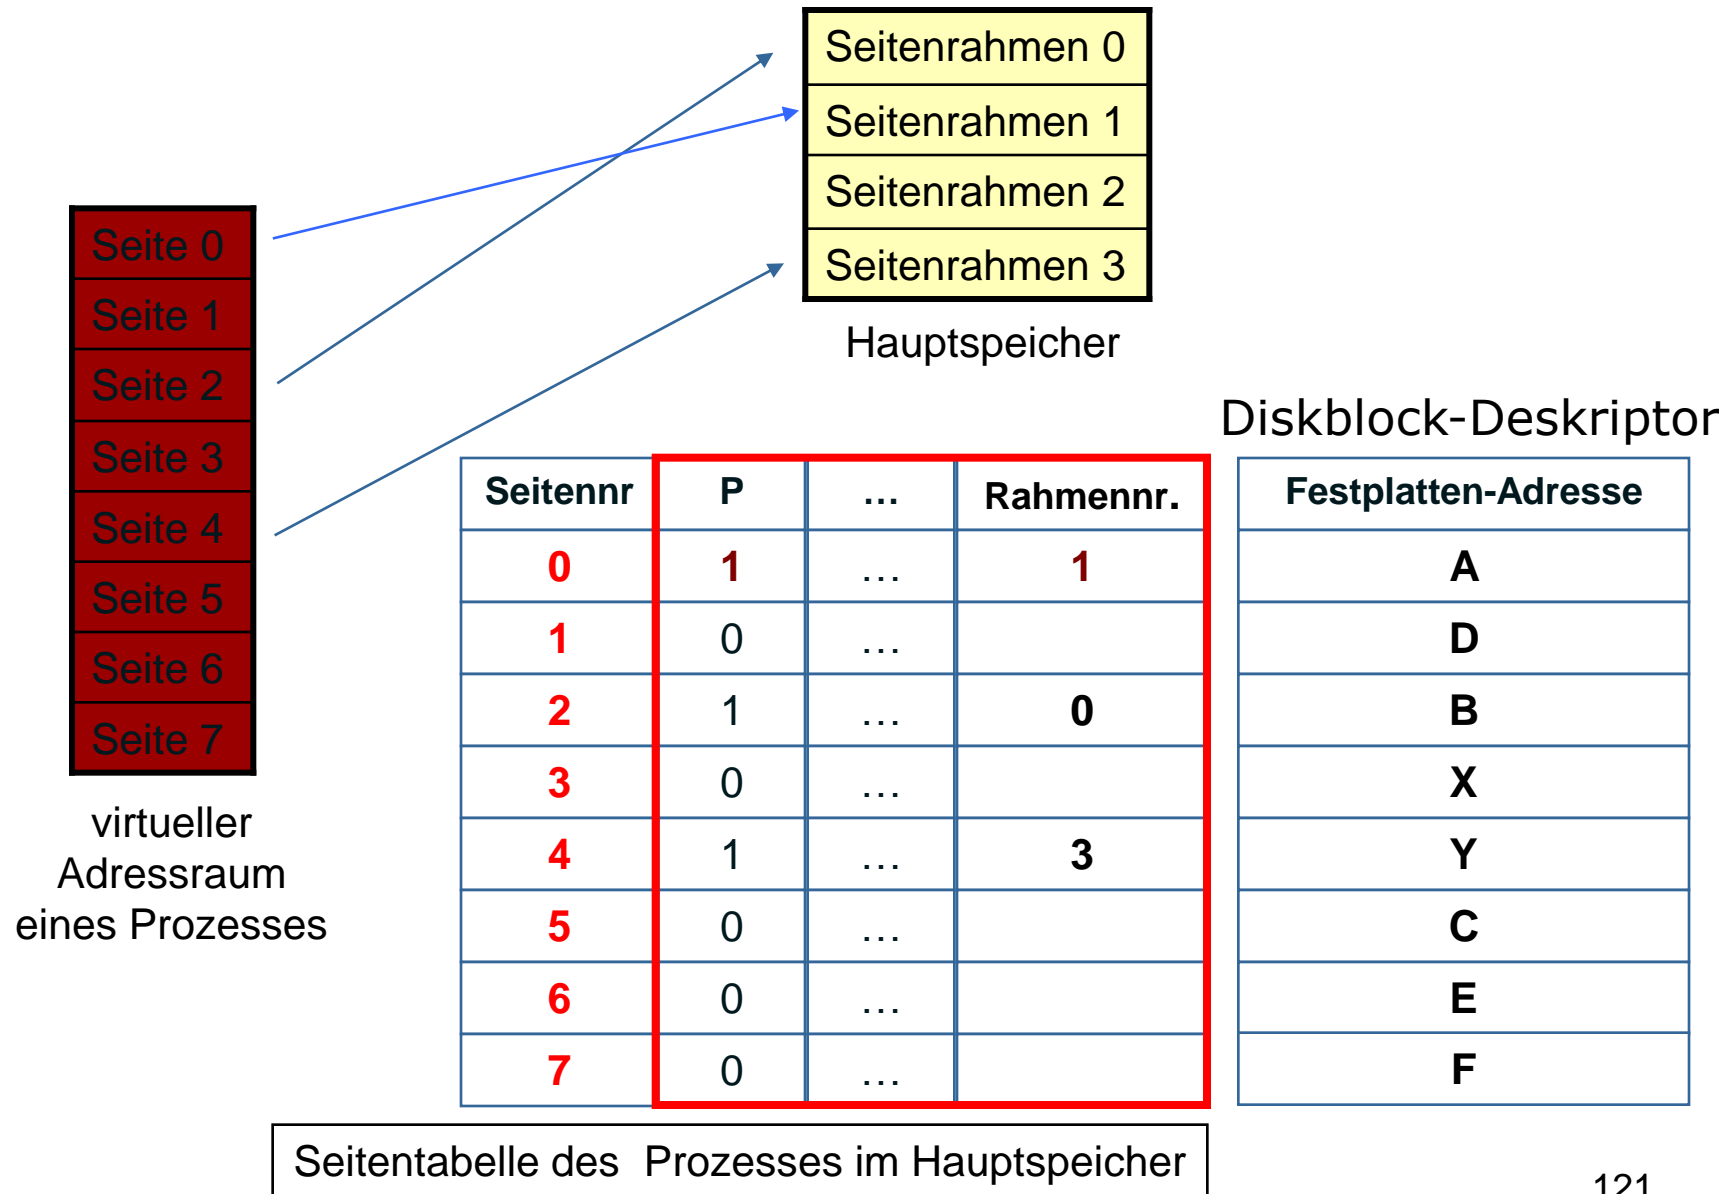 Seitenrahmen 0
Seitenrahmen 1
Seitenrahmen 2
Seitenrahmen 3
Hauptspeicher
Seite 0
Seite 1
Seite 2
Seite 3
Seite 4
Seite 5
Seite 6
Seite 7
virtueller
Adressraum
eines Prozesses
Diskblock-Deskriptor
Seitennr P … Rahmennr. Festplatten-Adresse
0 1 … 1 A
1 0 … D
2 1 … 0 B
3 0 … X
4 1 … 3 Y
5 0 … C
6 0 … E
7 0 … F
Seitentabelle des Prozesses im Hauptspeicher
121